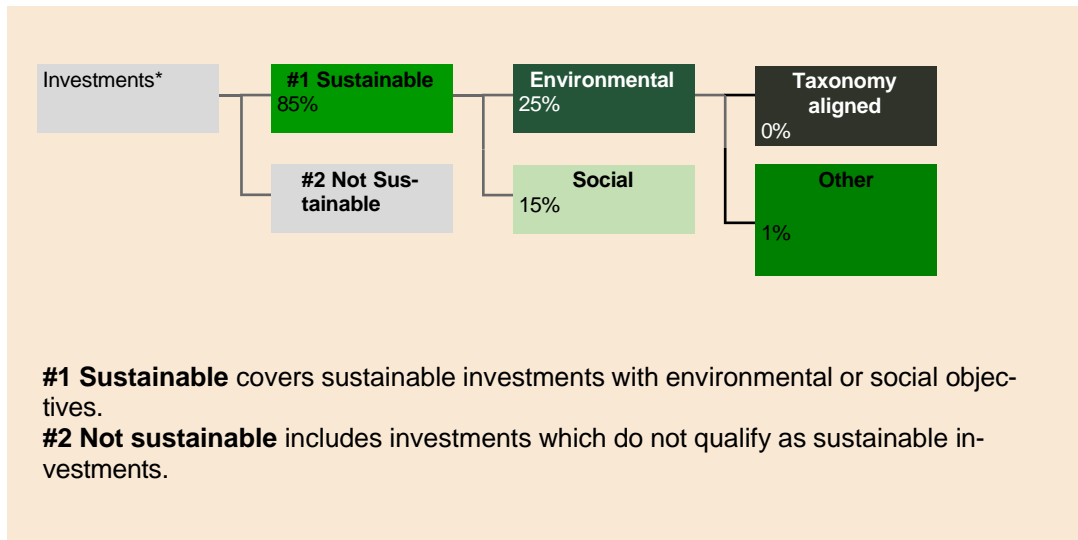 Investments*
#1 Sustainable
85%
Environmental
25%
Taxonomy
aligned
0%
#2 Not Sus-
tainable
Social
15%
Other
1%
#1 Sustainable covers sustainable investments with environmental or social objec-
tives.
#2 Not sustainable includes investments which do not qualify as sustainable in-
vestments.